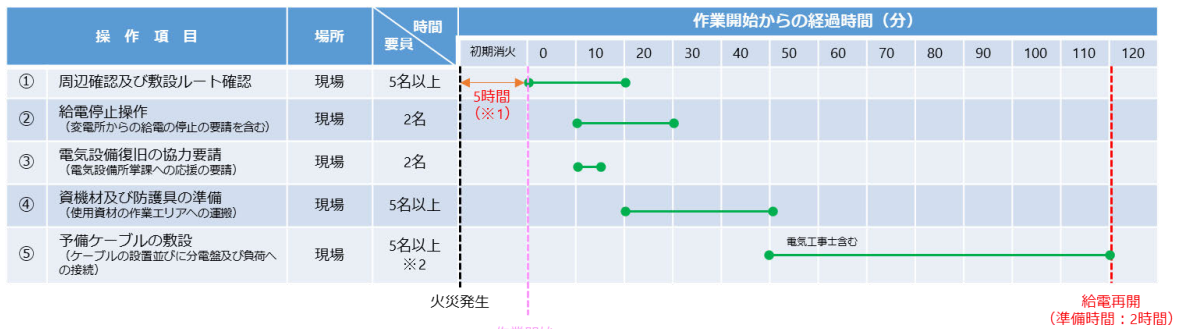 操 作 項 目
場所
時間
要員
作業開始からの経過時間（分）
初期消火 0 10 20 30 40 50 60 70 80 90 100 110 120
① 周辺確認及び敷設ルート確認 現場 5名以上
5時間
（※1）
② 給電停止操作 現場 2名
（変電所からの給電の停止の要請を含む）
③ 電気設備復旧の協力要請 現場 2名
（電気設備所掌課への応援の要請）
④ 資機材及び防護具の準備 現場 5名以上
（使用資材の作業エリアへの運搬）
⑤ 予備ケーブルの敷設 現場 5名以上
※2
（ケーブルの設置並びに分電盤及び負荷へ
の接続）
電気工事士含む
火災発生
作業開始
給電再開
（準備時間：2時間）